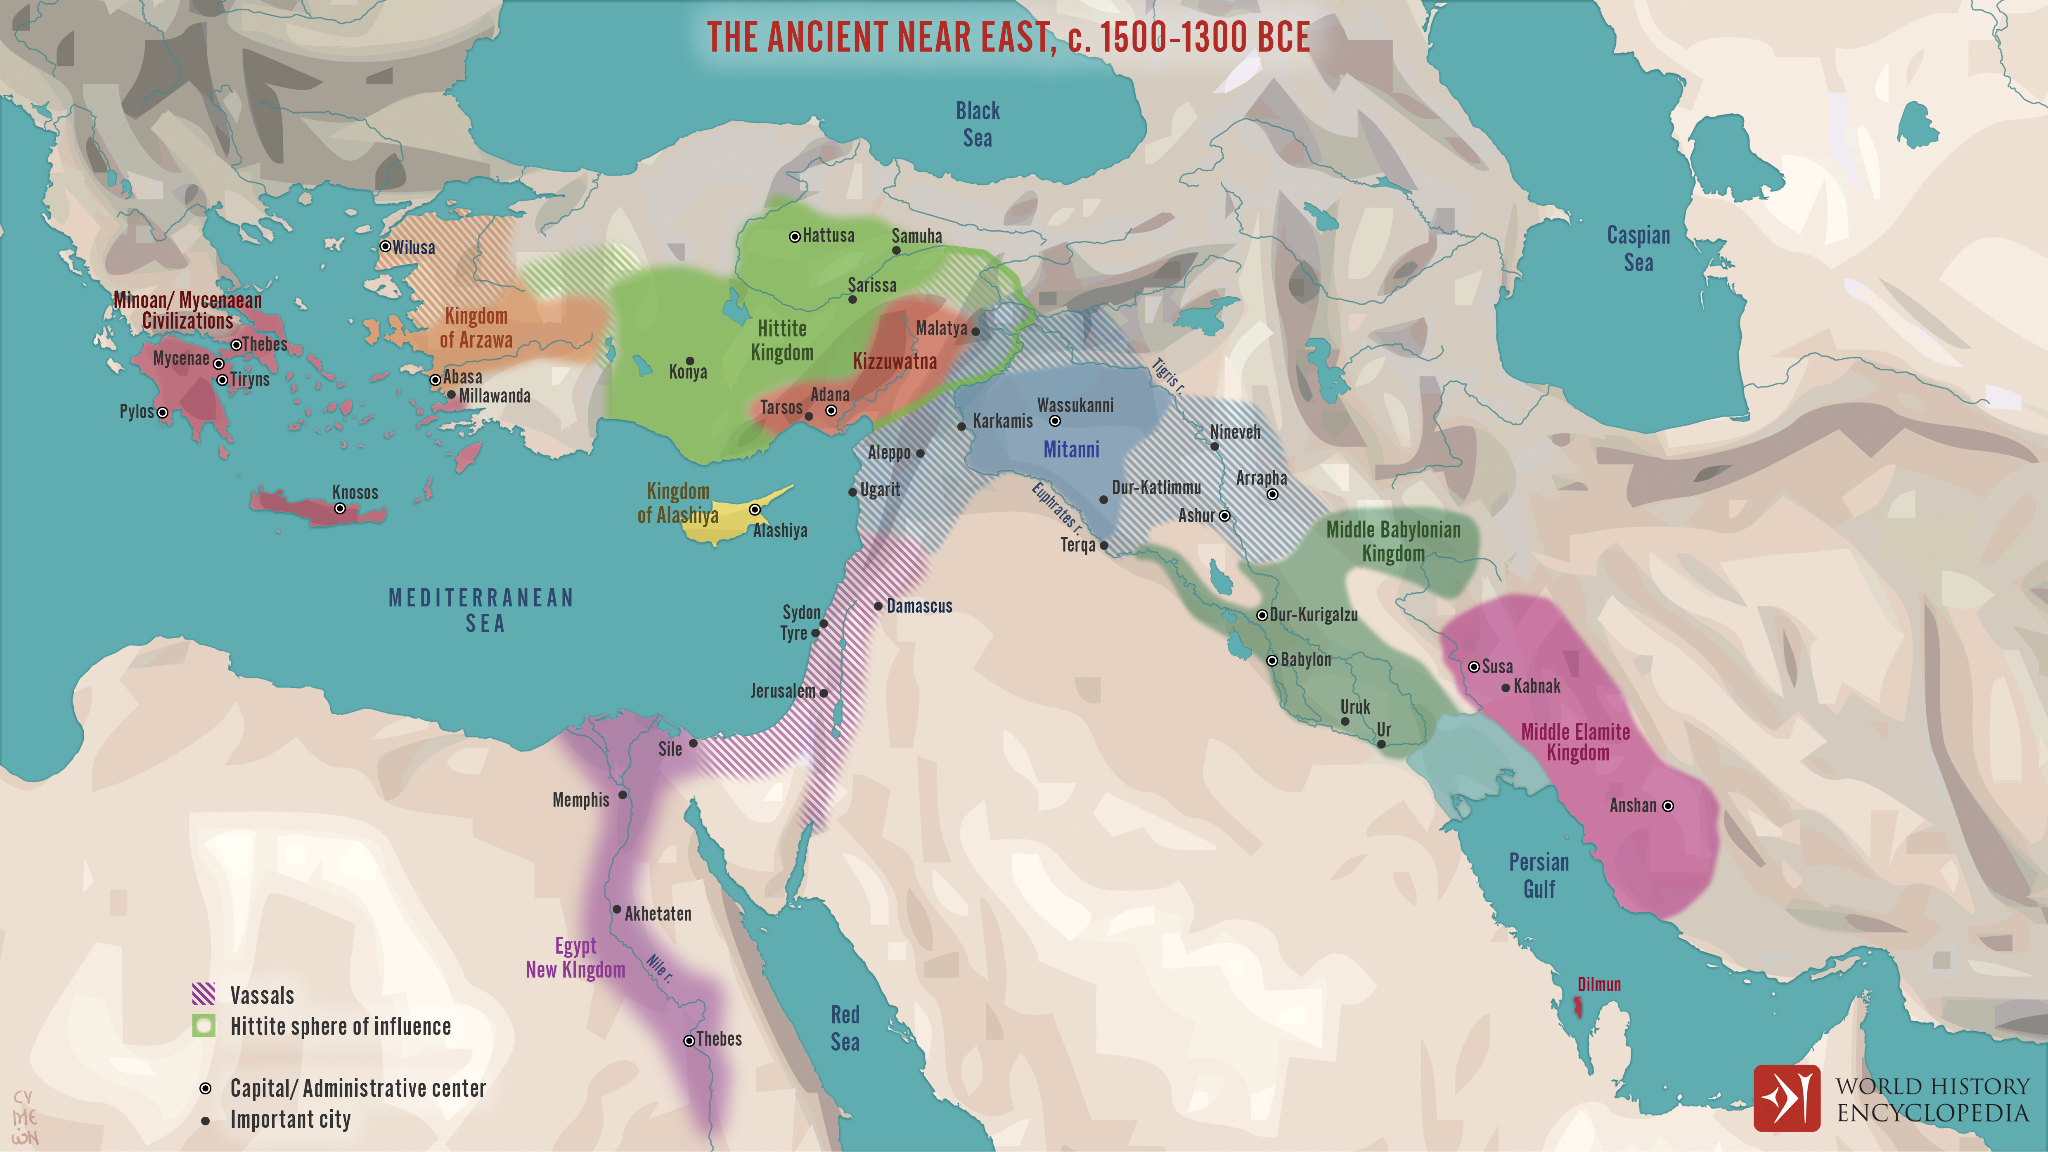 THE ANCIENT NEAR EAST, c. 1500-1300 BCE
Black
Sea
Caspian
Sea
Wilusa
Hattusa
Samuha
Sarissa
Minoan/ Mycenaean
Civilizations
Kingdom
of Arzawa
Hittite
Kingdom
Malatya
Kizzuwatna
Thebes
Mycenae
Tiryns
Pylos
Abasa
Millawanda
Konya
Adana
Tarsos
Tigris r.
Karkamis
Wassukanni
Mitanni
Nineveh
Aleppo
Arrapha
Ugarit
Dur-Katlimmu
Euphrates r.
Ashur
Terqa
Knosos
Kingdom
of Alashiya
Alashiya
Middle Babylonian
Kingdom
MEDITERRANEAN
SEA
Sydon
Tyre
Damascus
Dur-Kurigalzu
Babylon
Jerusalem
Susa
Kabnak
Uruk
Ur
Middle Elamite
Kingdom
Sile
Memphis
Anshan
Persian
Gulf
Akhetaten
Egypt
New KIngdom
Nile r.
Thebes
Red
Sea
Dilmun
Vassals
Hittite sphere of influence
Capital/ Administrative center
Important city
WORLD HISTORY
ENCYCLOPEDIA